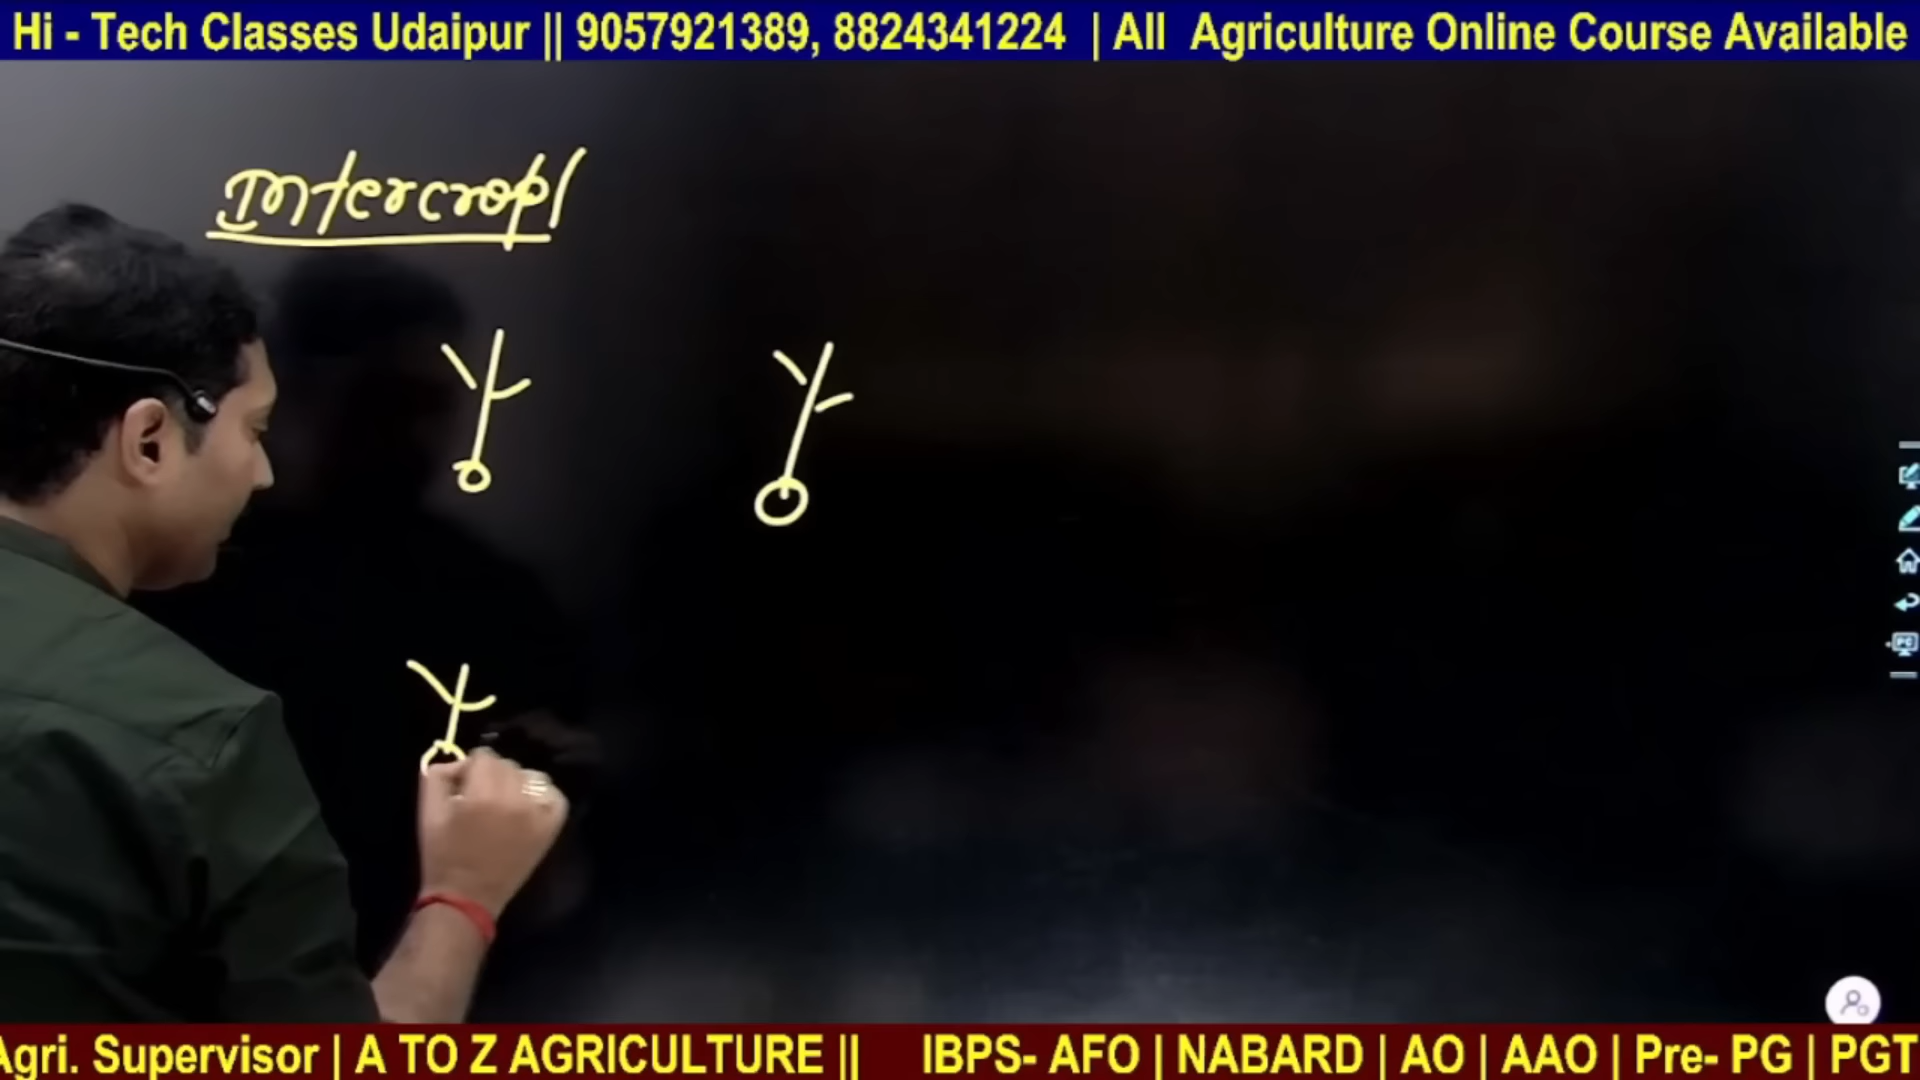 Hi - Tech Classes Udaipur || 9057921389, 8824341224 | All Agriculture Online Course Available
Intercrop/
Agri. Supervisor | A TO Z AGRICULTURE || IBPS- AFO | NABARD | AO | AAO | Pre- PG | PGT